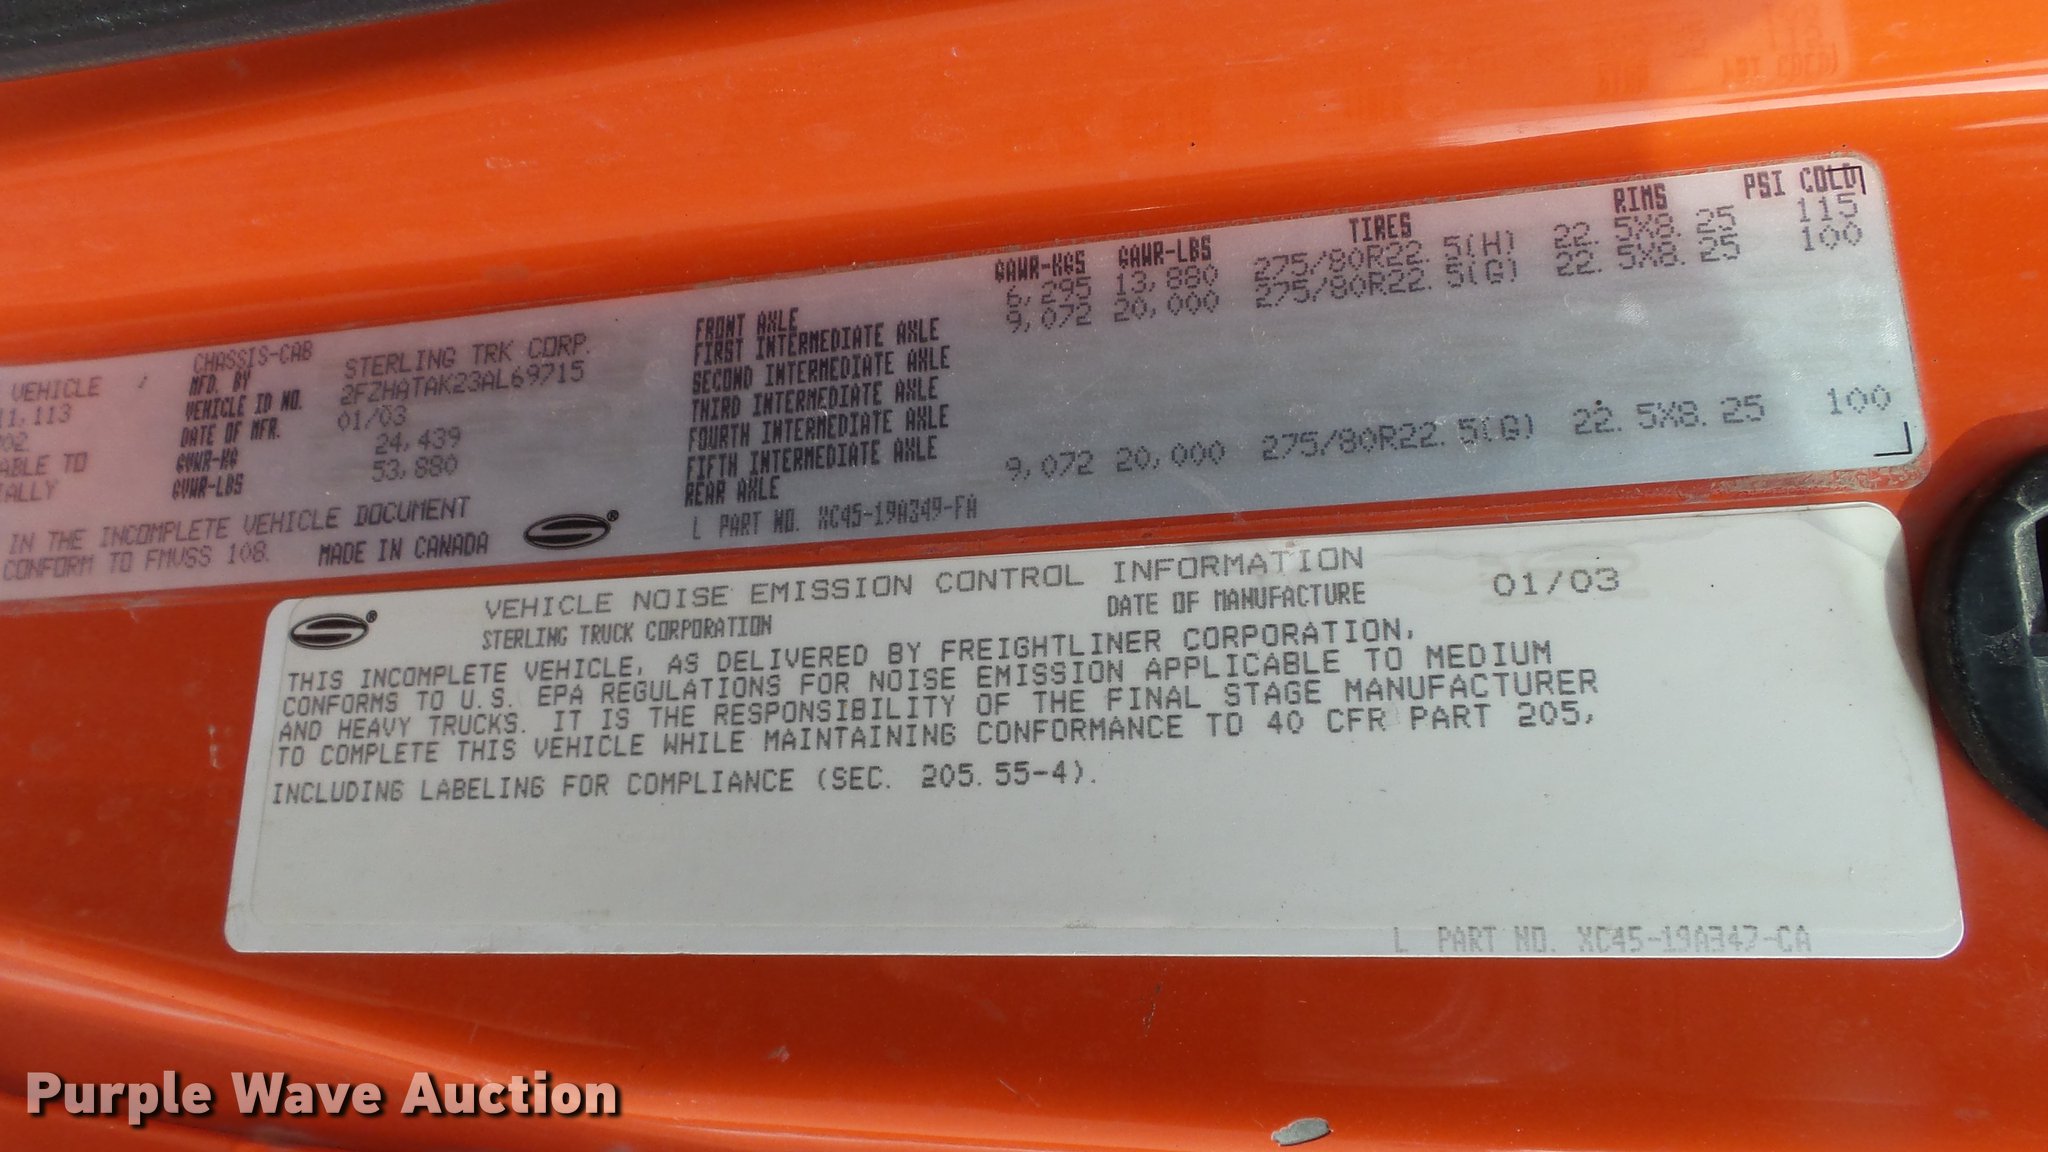 GAWR-KGS GAWR-LBS TIRES RIMS PSI COLD
FRONT AXLE 6,295 13,880 275/80R22.5(H) 22.5X8.25 115
FIRST INTERMEDIATE AXLE 9,072 20,000 275/80R22.5(G) 22.5X8.25 100
SECOND INTERMEDIATE AXLE
THIRD INTERMEDIATE AXLE
FOURTH INTERMEDIATE AXLE
FIFTH INTERMEDIATE AXLE
REAR AXLE 9,072 20,000 275/80R22.5(G) 22.5X8.25 100
L PART NO. XC45-19A349-FA
VEHICLE
11,113
02
ABLE TO
IALLY
CHASSIS-CAB
MFD. BY STERLING TRK CORP.
VEHICLE ID NO. 2FZHATAK23AL69715
DATE OF MFR. 01/03
GVWR-KG 24,439
GVWR-LBS 53,880
IN THE INCOMPLETE VEHICLE DOCUMENT
CONFORM TO FMVSS 108. MADE IN CANADA
®
®
VEHICLE NOISE EMISSION CONTROL INFORMATION
STERLING TRUCK CORPORATION DATE OF MANUFACTURE 01/03
THIS INCOMPLETE VEHICLE, AS DELIVERED BY FREIGHTLINER CORPORATION,
CONFORMS TO U.S. EPA REGULATIONS FOR NOISE EMISSION APPLICABLE TO MEDIUM
AND HEAVY TRUCKS. IT IS THE RESPONSIBILITY OF THE FINAL STAGE MANUFACTURER
TO COMPLETE THIS VEHICLE WHILE MAINTAINING CONFORMANCE TO 40 CFR PART 205,
INCLUDING LABELING FOR COMPLIANCE (SEC. 205.55-4).
L PART NO. XC45-19A347-CA
Purple Wave Auction